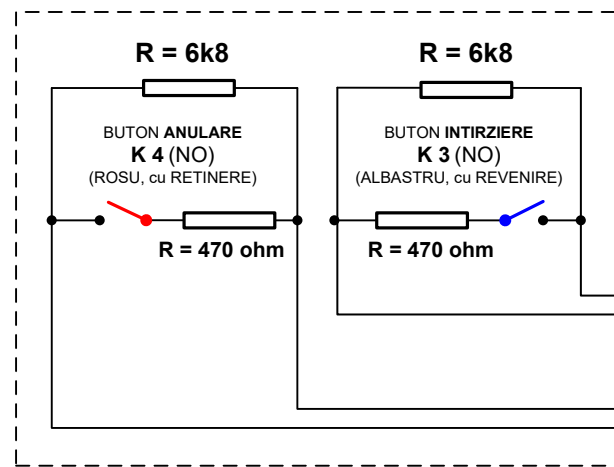 R = 6k8
BUTON ANULARE
K 4 (NO)
(ROSU, cu RETINERE)
R = 470 ohm
R = 6k8
BUTON INTIRZIERE
K 3 (NO)
(ALBASTRU, cu REVENIRE)
R = 470 ohm